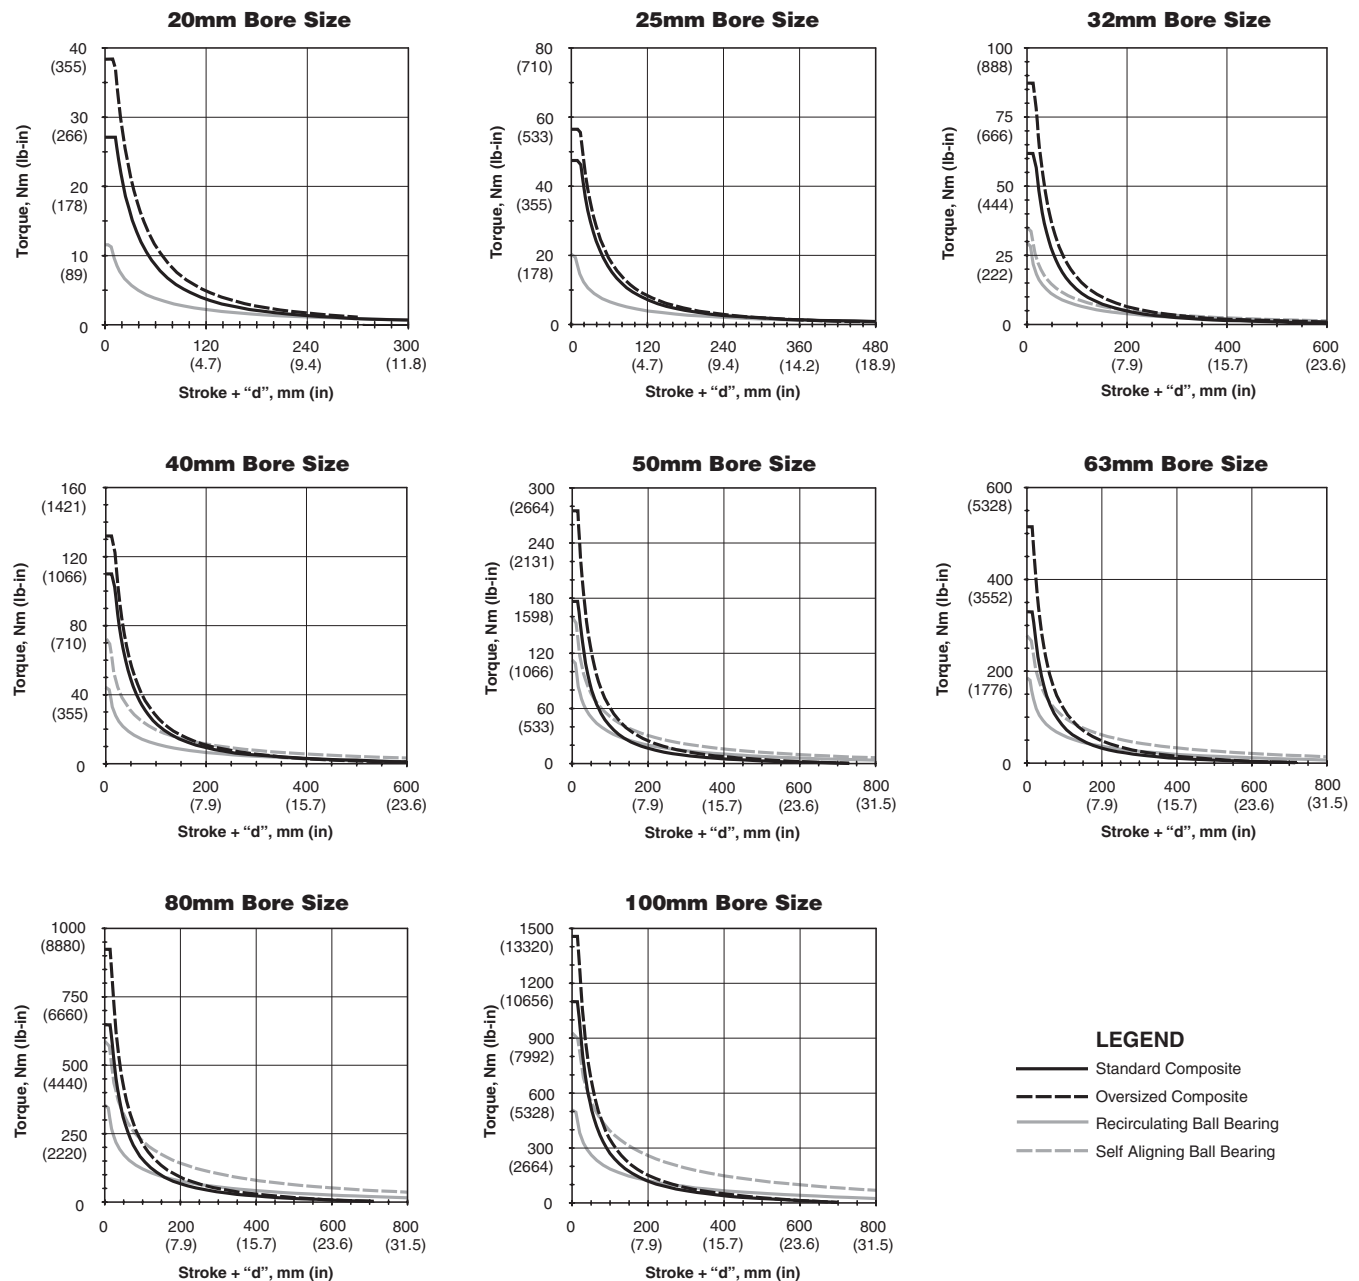 20mm Bore Size
Torque, Nm (lb-in)
40
(355)
30
(266)
20
(178)
10
(89)
0
0 120 240 300
(4.7) (9.4) (11.8)
Stroke + “d”, mm (in)
25mm Bore Size
Torque, Nm (lb-in)
80
(710)
60
(533)
40
(355)
20
(178)
0
0 120 240 360 480
(4.7) (9.4) (14.2) (18.9)
Stroke + “d”, mm (in)
32mm Bore Size
Torque, Nm (lb-in)
100
(888)
75
(666)
50
(444)
25
(222)
0
0 200 400 600
(7.9) (15.7) (23.6)
Stroke + “d”, mm (in)
40mm Bore Size
Torque, Nm (lb-in)
160
(1421)
120
(1066)
80
(710)
40
(355)
0
0 200 400 600
(7.9) (15.7) (23.6)
Stroke + “d”, mm (in)
50mm Bore Size
Torque, Nm (lb-in)
300
(2664)
240
(2131)
180
(1598)
120
(1066)
60
(533)
0
0 200 400 600 800
(7.9) (15.7) (23.6) (31.5)
Stroke + “d”, mm (in)
63mm Bore Size
Torque, Nm (lb-in)
600
(5328)
400
(3552)
200
(1776)
0
0 200 400 600 800
(7.9) (15.7) (23.6) (31.5)
Stroke + “d”, mm (in)
80mm Bore Size
Torque, Nm (lb-in)
1000
(8880)
750
(6660)
500
(4440)
250
(2220)
0
0 200 400 600 800
(7.9) (15.7) (23.6) (31.5)
Stroke + “d”, mm (in)
100mm Bore Size
Torque, Nm (lb-in)
1500
(13320)
1200
(10656)
900
(7992)
600
(5328)
300
(2664)
0
0 200 400 600 800
(7.9) (15.7) (23.6) (31.5)
Stroke + “d”, mm (in)
LEGEND
Standard Composite
Oversized Composite
Recirculating Ball Bearing
Self Aligning Ball Bearing